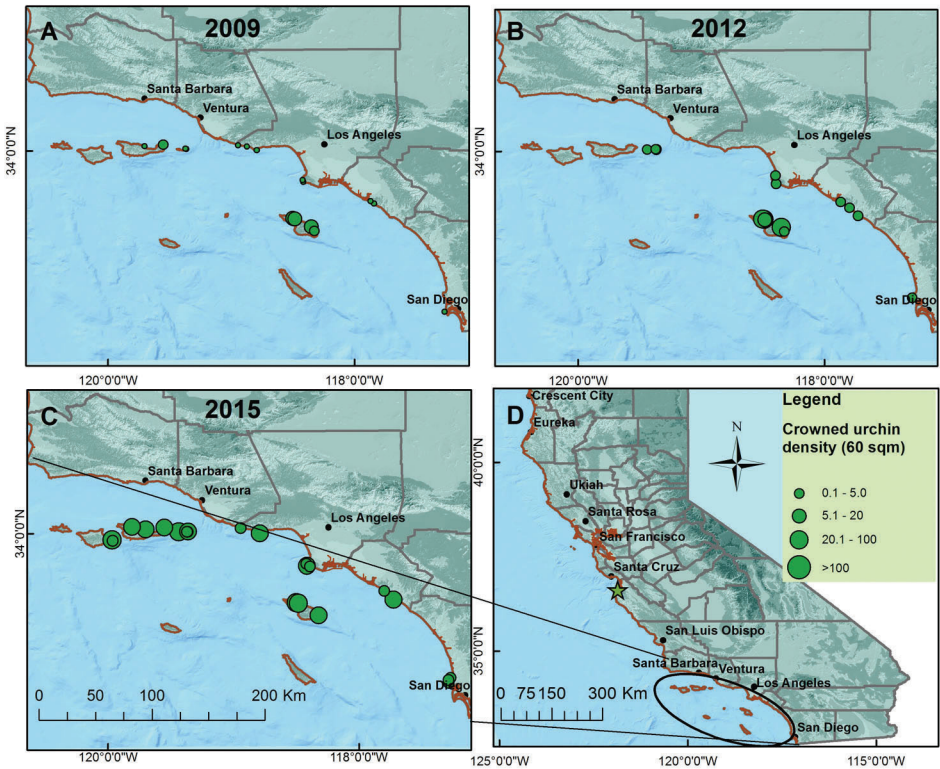 A
2009
Santa Barbara
Ventura
Los Angeles
San Diego
34°0'0"N
120°0'0"W
118°0'0"W
B
2012
Santa Barbara
Ventura
Los Angeles
San Diego
34°0'0"N
120°0'0"W
118°0'0"W
C
2015
Santa Barbara
Ventura
Los Angeles
San Diego
34°0'0"N
0 50 100 200 Km
120°0'0"W
118°0'0"W
D
Crescent City
Eureka
Ukiah
Santa Rosa
San Francisco
Santa Cruz
San Luis Obispo
Santa Barbara
Ventura
Los Angeles
San Diego
N
Legend
Crowned urchin
density (60 sqm)
0.1 - 5.0
5.1 - 20
20.1 - 100
>100
40°0'0"N
35°0'0"N
0 75 150 300 Km
125°0'0"W
120°0'0"W
115°0'0"W